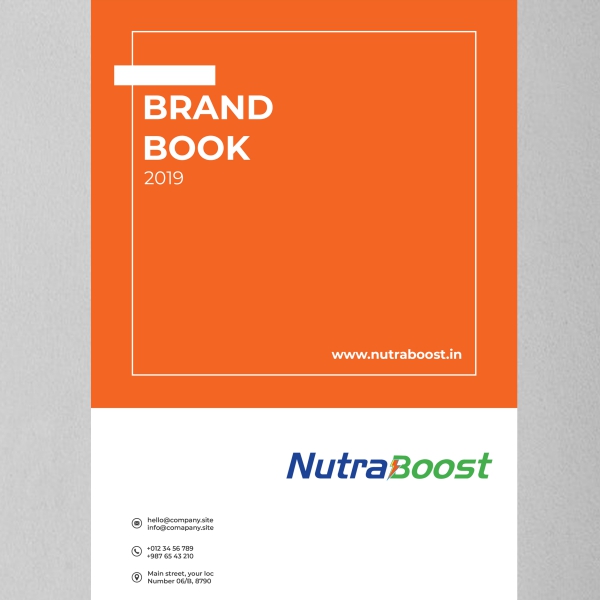 BRAND
BOOK
2019
www.nutraboost.in
NutraBoost
hello@company.site
info@comapany.site
+012 34 56 789
+987 65 43 210
Main street, your loc
Number 06/B, 8790